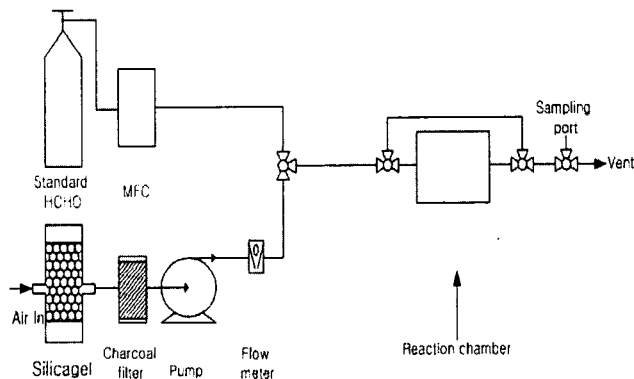 Standard
HCHO
MFC
Sampling
port
Vent
Air In
Silicagel
Charcoal
filter
Pump
Flow
meter
Reaction chamber